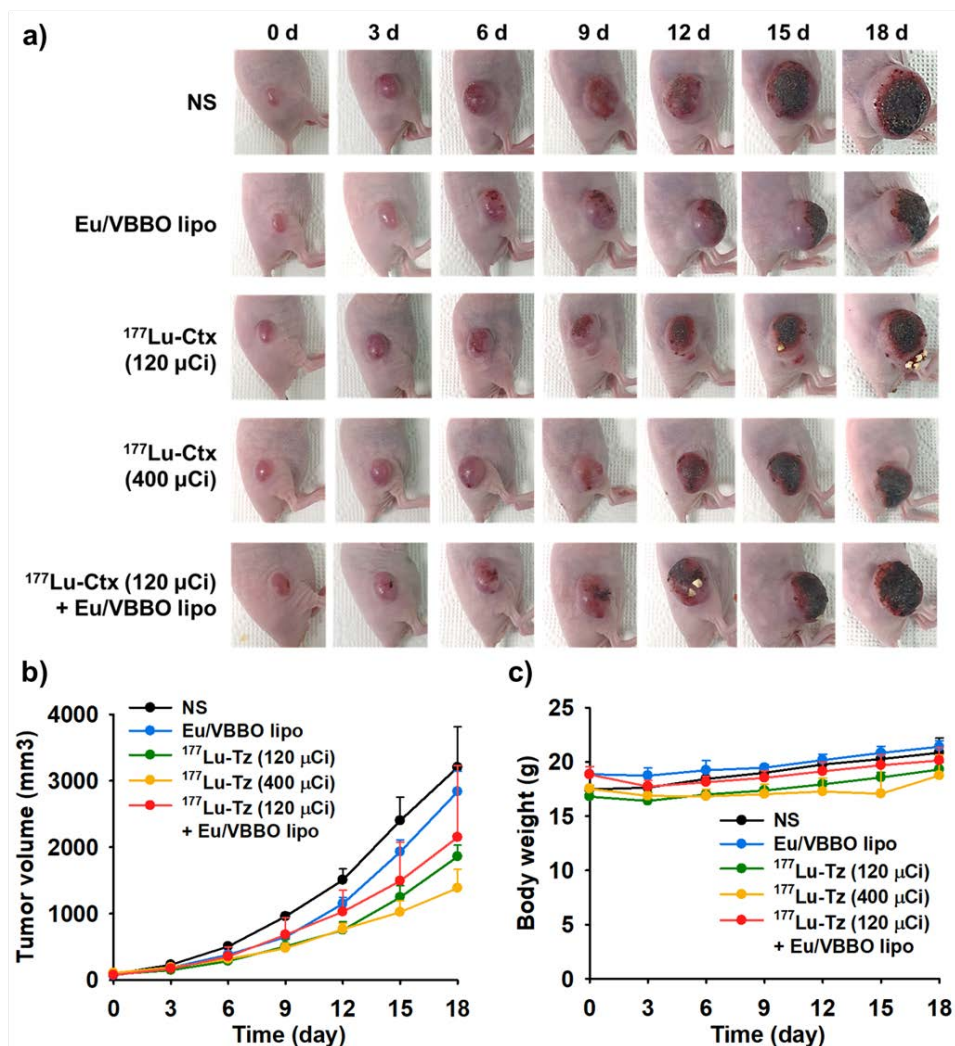 a)
0 d 3 d 6 d 9 d 12 d 15 d 18 d
NS
Eu/VBBO lipo
¹⁷⁷Lu-Ctx
(120 μCi)
¹⁷⁷Lu-Ctx
(400 μCi)
¹⁷⁷Lu-Ctx (120 μCi)
+ Eu/VBBO lipo
b)
Tumor volume (mm3)
4000
3000
2000
1000
0
NS
Eu/VBBO lipo
¹⁷⁷Lu-Tz (120 μCi)
¹⁷⁷Lu-Tz (400 μCi)
¹⁷⁷Lu-Tz (120 μCi)
+ Eu/VBBO lipo
0 3 6 9 12 15 18
Time (day)
c)
Body weight (g)
25
20
15
10
5
0
NS
Eu/VBBO lipo
¹⁷⁷Lu-Tz (120 μCi)
¹⁷⁷Lu-Tz (400 μCi)
¹⁷⁷Lu-Tz (120 μCi)
+ Eu/VBBO lipo
0 3 6 9 12 15 18
Time (day)